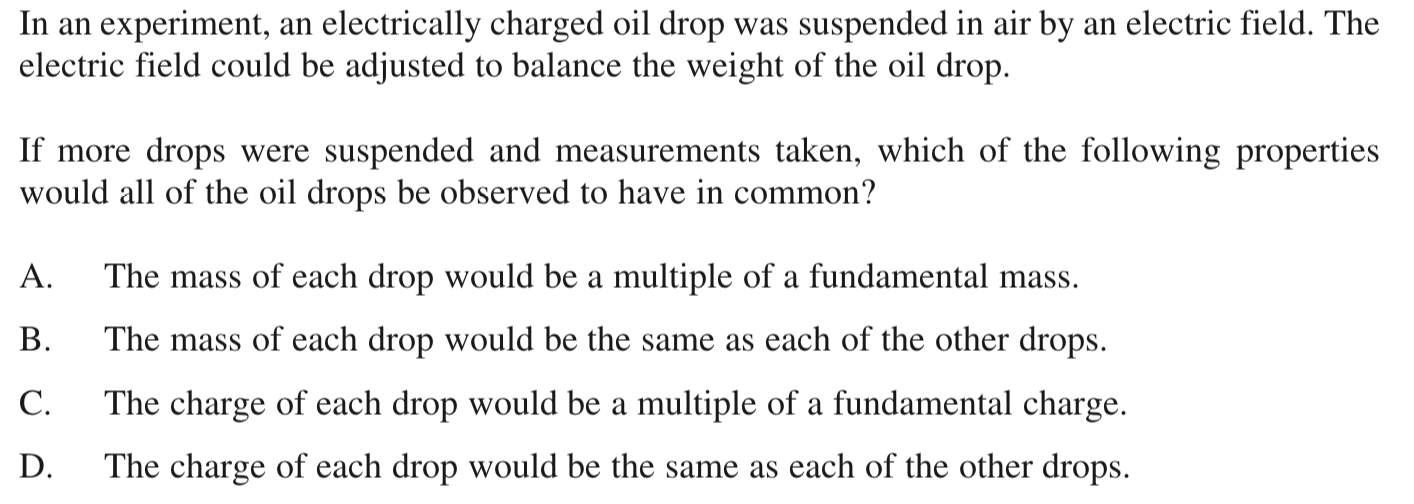 In an experiment, an electrically charged oil drop was suspended in air by an electric field. The
electric field could be adjusted to balance the weight of the oil drop.
If more drops were suspended and measurements taken, which of the following properties
would all of the oil drops be observed to have in common?
A. The mass of each drop would be a multiple of a fundamental mass.
B. The mass of each drop would be the same as each of the other drops.
C. The charge of each drop would be a multiple of a fundamental charge.
D. The charge of each drop would be the same as each of the other drops.